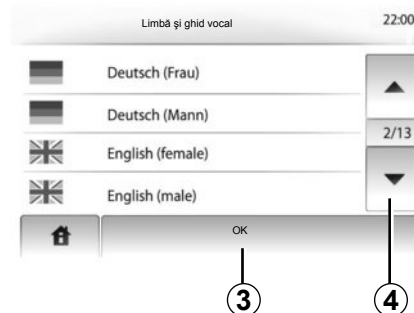 Limbă şi ghid vocal
22:00
Deutsch (Frau)
Deutsch (Mann)
2/13
English (female)
English (male)
OK
3
4